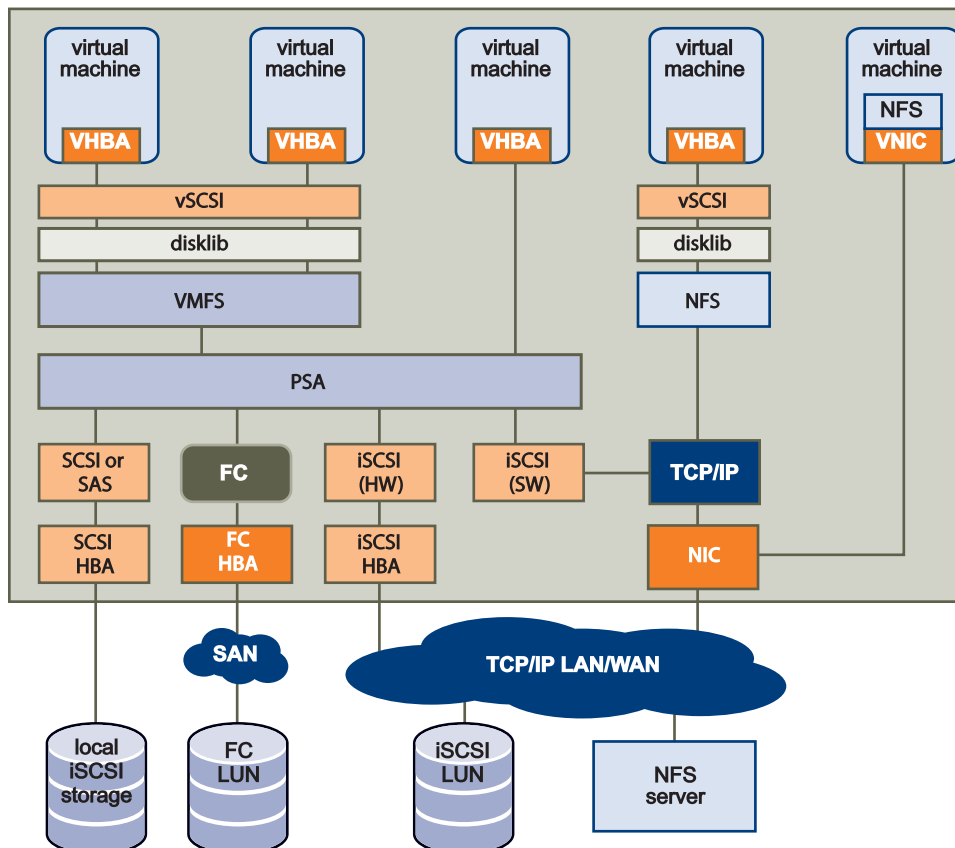 virtual
machine
virtual
machine
virtual
machine
virtual
machine
virtual
machine
NFS
VHBA
VHBA
VHBA
VHBA
VNIC
vSCSI
vSCSI
disklib
disklib
VMFS
NFS
PSA
SCSI or
SAS
FC
iSCSI
(HW)
iSCSI
(SW)
TCP/IP
SCSI
HBA
FC
HBA
iSCSI
HBA
NIC
SAN
TCP/IP LAN/WAN
local
iSCSI
storage
FC
LUN
iSCSI
LUN
NFS
server